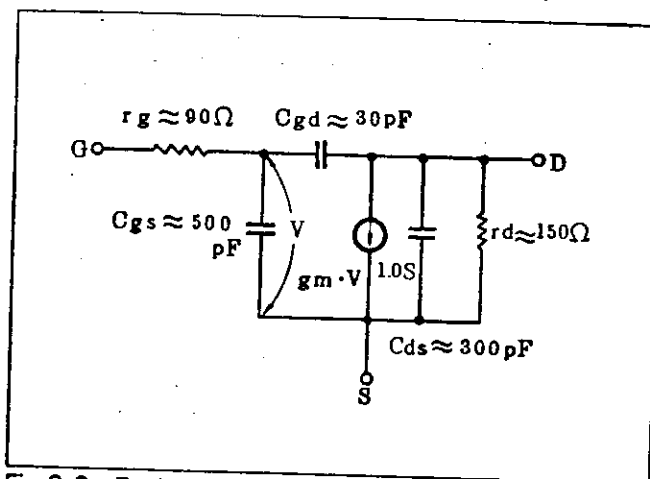 rg≈90Ω
Cgd≈30pF
G
D
Cgs≈500
pF
V
gm·V
1.0S
rd≈150Ω
Cds≈300pF
S